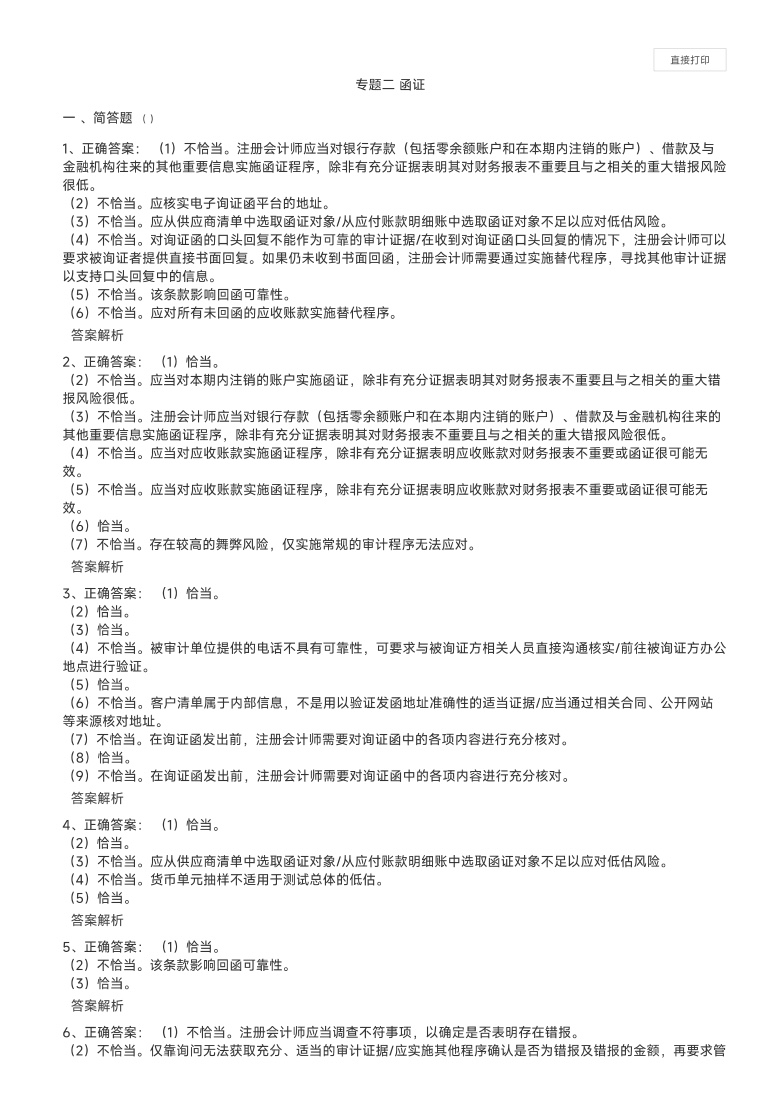 直接打印
专题二 函证
一 、简答题 （ ）
1、正确答案： （1）不恰当。注册会计师应当对银行存款（包括零余额账户和在本期内注销的账户）、借款及与
金融机构往来的其他重要信息实施函证程序，除非有充分证据表明其对财务报表不重要且与之相关的重大错报风险
很低。
（2）不恰当。应核实电子询证函平台的地址。
（3）不恰当。应从供应商清单中选取函证对象/从应付账款明细账中选取函证对象不足以应对低估风险。
（4）不恰当。对询证函的口头回复不能作为可靠的审计证据/在收到对询证函口头回复的情况下，注册会计师可以
要求被询证者提供直接书面回复。如果仍未收到书面回函，注册会计师需要通过实施替代程序，寻找其他审计证据
以支持口头回复中的信息。
（5）不恰当。该条款影响回函可靠性。
（6）不恰当。应对所有未回函的应收账款实施替代程序。
答案解析
2、正确答案： （1）恰当。
（2）不恰当。应当对本期内注销的账户实施函证，除非有充分证据表明其对财务报表不重要且与之相关的重大错
报风险很低。
（3）不恰当。注册会计师应当对银行存款（包括零余额账户和在本期内注销的账户）、借款及与金融机构往来的
其他重要信息实施函证程序，除非有充分证据表明其对财务报表不重要且与之相关的重大错报风险很低。
（4）不恰当。应当对应收账款实施函证程序，除非有充分证据表明应收账款对财务报表不重要或函证很可能无
效。
（5）不恰当。应当对应收账款实施函证程序，除非有充分证据表明应收账款对财务报表不重要或函证很可能无
效。
（6）恰当。
（7）不恰当。存在较高的舞弊风险，仅实施常规的审计程序无法应对。
答案解析
3、正确答案： （1）恰当。
（2）恰当。
（3）恰当。
（4）不恰当。被审计单位提供的电话不具有可靠性，可要求与被询证方相关人员直接沟通核实/前往被询证方办公
地点进行验证。
（5）恰当。
（6）不恰当。客户清单属于内部信息，不是用以验证发函地址准确性的适当证据/应当通过相关合同、公开网站
等来源核对地址。
（7）不恰当。在询证函发出前，注册会计师需要对询证函中的各项内容进行充分核对。
（8）恰当。
（9）不恰当。在询证函发出前，注册会计师需要对询证函中的各项内容进行充分核对。
答案解析
4、正确答案： （1）恰当。
（2）恰当。
（3）不恰当。应从供应商清单中选取函证对象/从应付账款明细账中选取函证对象不足以应对低估风险。
（4）不恰当。货币单元抽样不适用于测试总体的低估。
（5）恰当。
答案解析
5、正确答案： （1）恰当。
（2）不恰当。该条款影响回函可靠性。
（3）恰当。
答案解析
6、正确答案： （1）不恰当。注册会计师应当调查不符事项，以确定是否表明存在错报。
（2）不恰当。仅靠询问无法获取充分、适当的审计证据/应实施其他程序确认是否为错报及错报的金额，再要求管